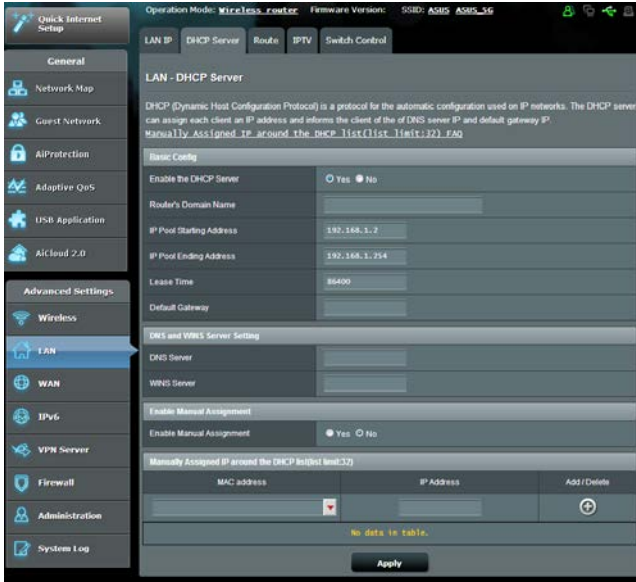 Quick Internet
Setup
Operation Mode: Wireless router Firmware Version: SSID: ASUS ASUS_5G
LAN IP DHCP Server Route IPTV Switch Control
General
Network Map
Guest Network
AiProtection
Adaptive QoS
USB Application
AiCloud 2.0
Advanced Settings
Wireless
LAN
WAN
IPv6
VPN Server
Firewall
Administration
System Log
LAN - DHCP Server
DHCP (Dynamic Host Configuration Protocol) is a protocol for the automatic configuration used on IP networks. The DHCP server
can assign each client an IP address and informs the client of the of DNS server IP and default gateway IP.
Manually Assigned IP around the DHCP list(list limit:32) FAQ
Basic Config
Enable the DHCP Server Yes No
Router's Domain Name
IP Pool Starting Address 192.168.1.2
IP Pool Ending Address 192.168.1.254
Lease Time 86400
Default Gateway
DNS and WINS Server Setting
DNS Server
WINS Server
Enable Manual Assignment
Enable Manual Assignment Yes No
Manually Assigned IP around the DHCP list(list limit:32)
MAC address IP Address Add / Delete
No data in table.
Apply